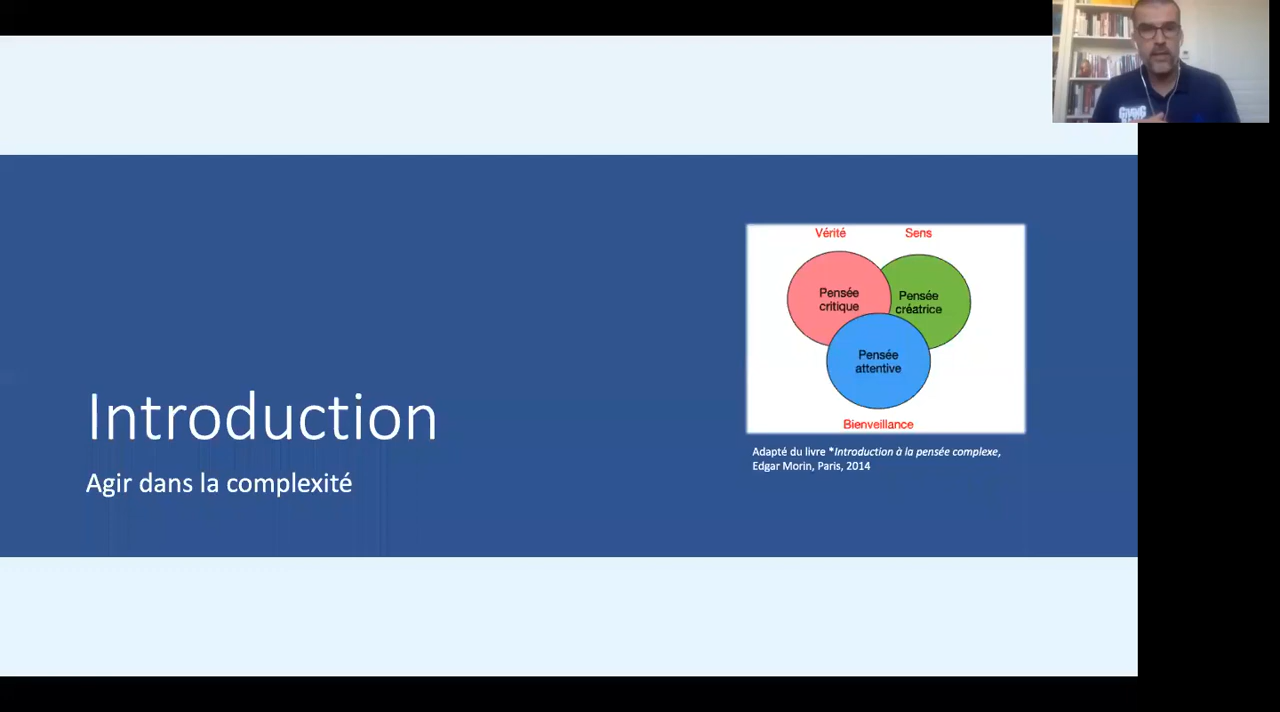 Introduction
Agir dans la complexité
Vérité
Sens
Pensée
critique
Pensée
créatrice
Pensée
attentive
Bienveillance
Adapté du livre *Introduction à la pensée complexe,
Edgar Morin, Paris, 2014